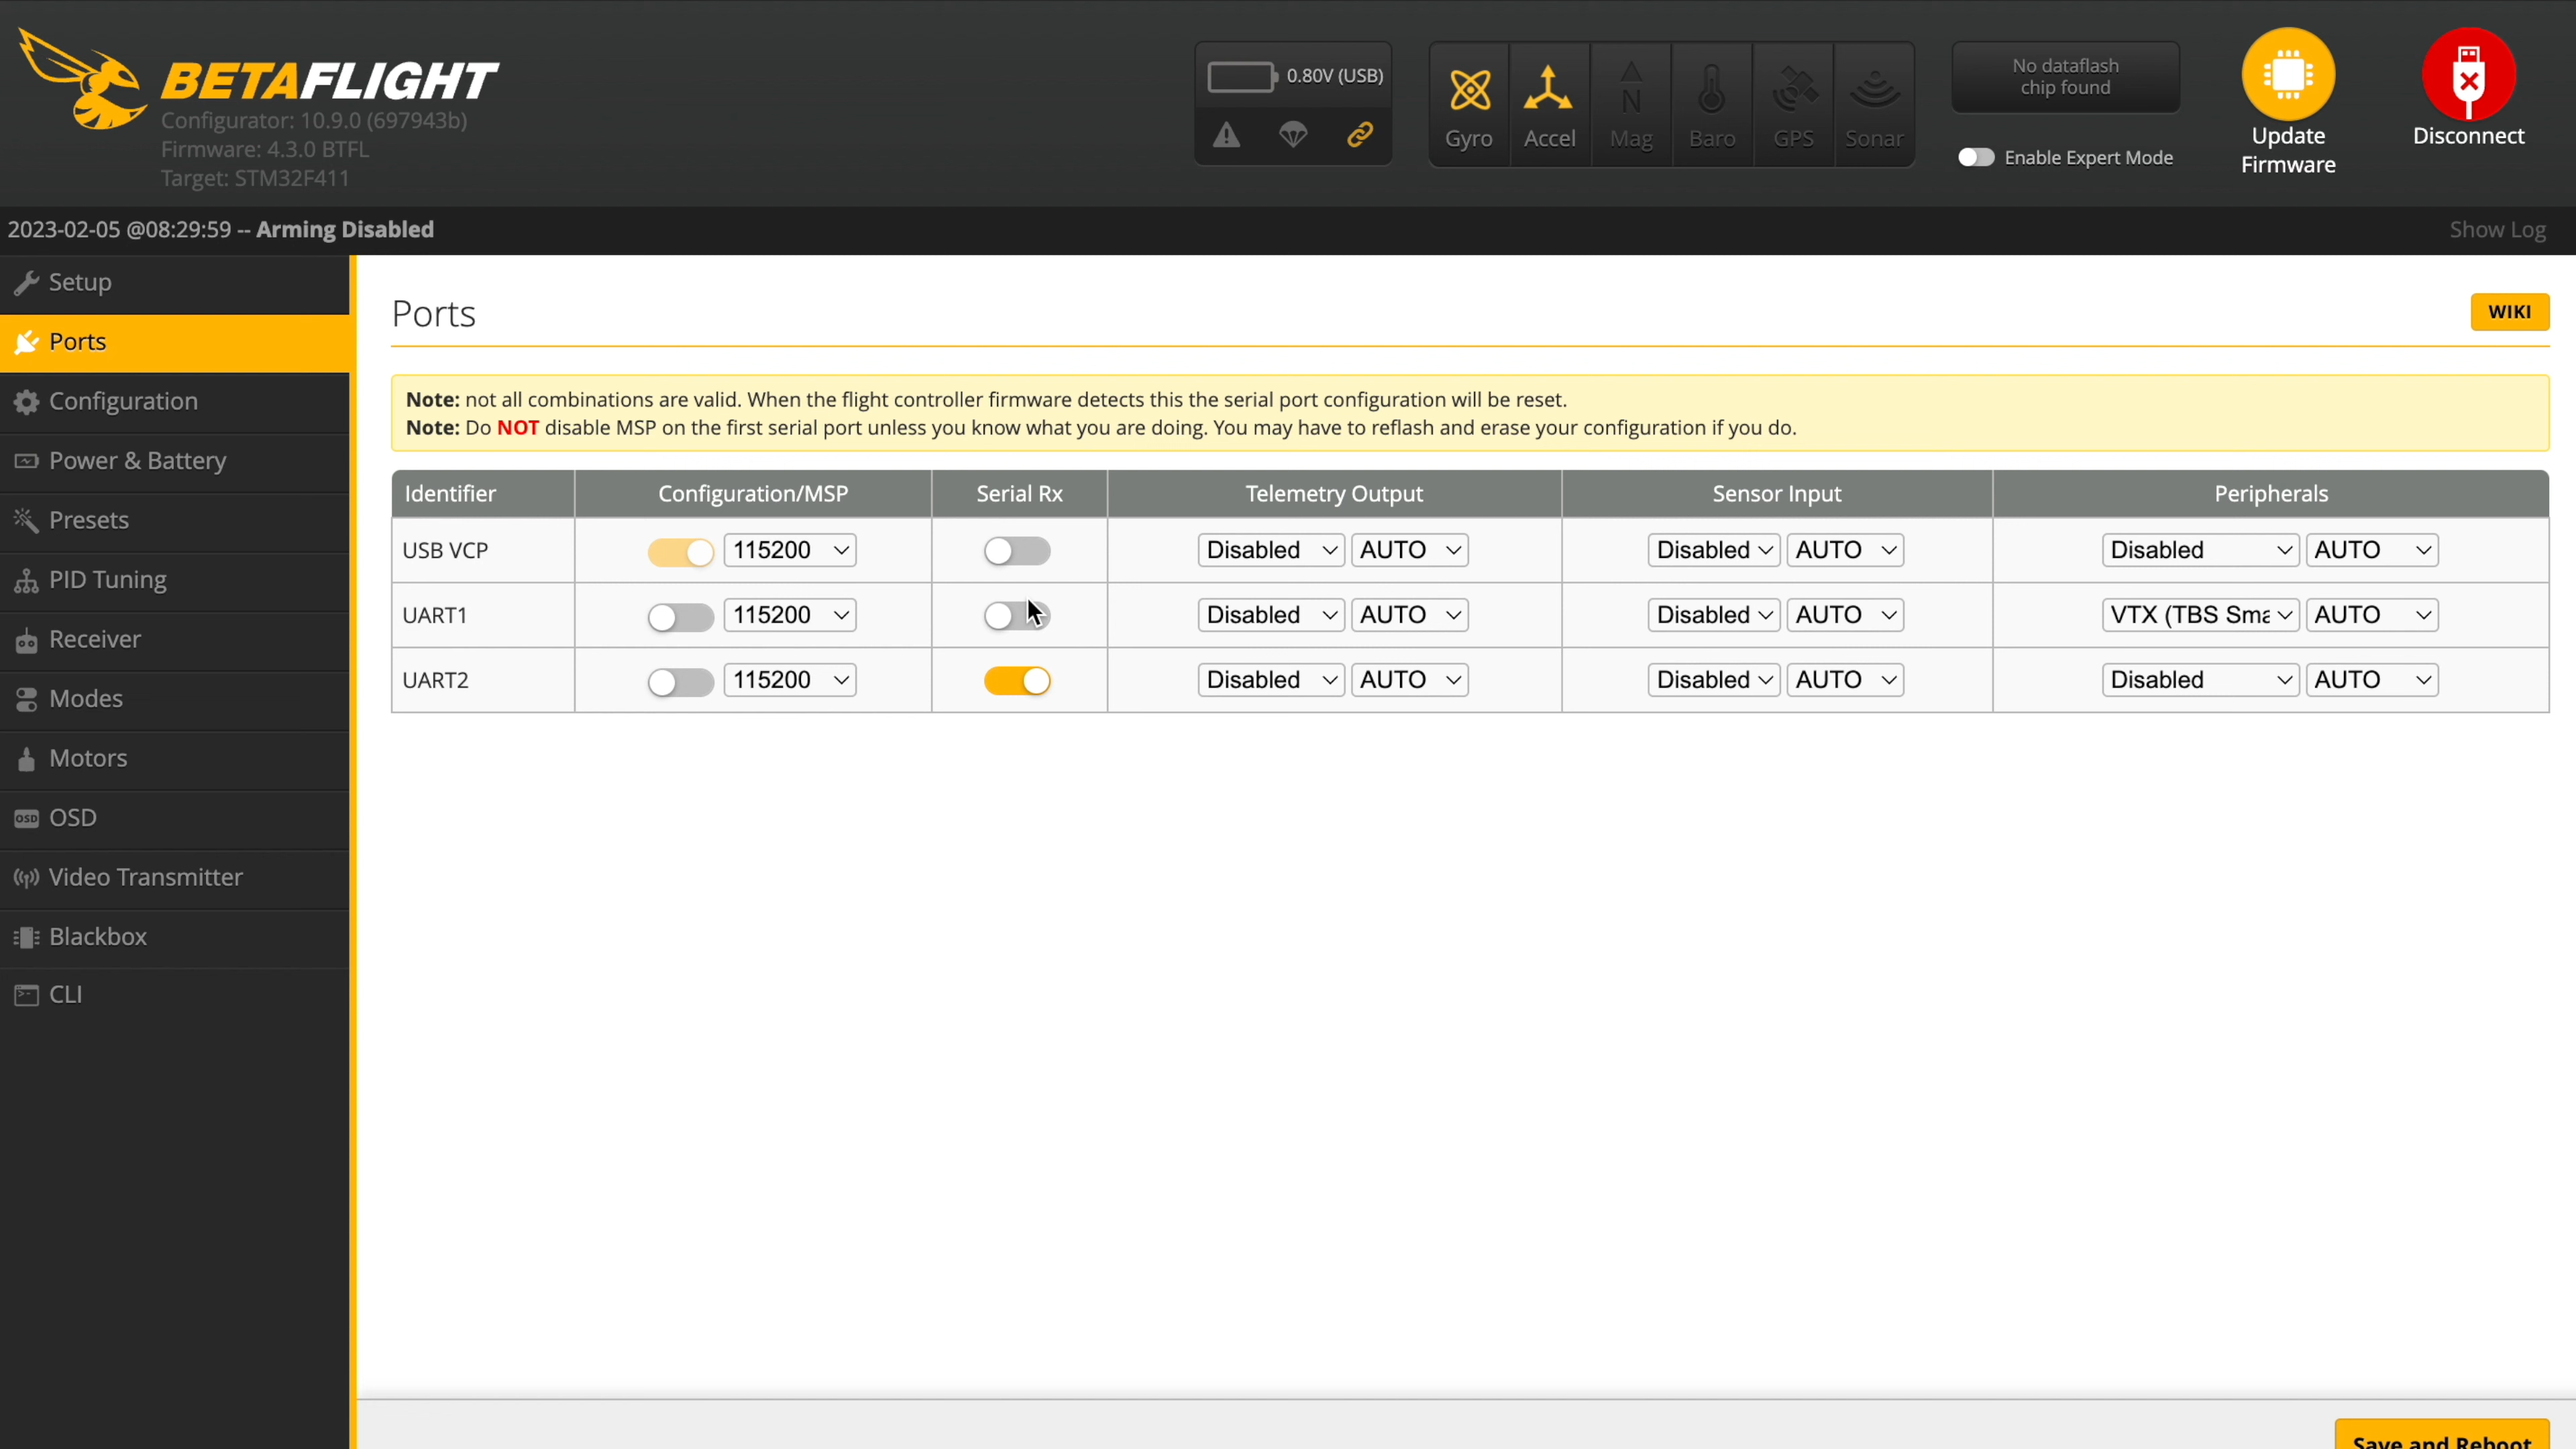 BETAFLIGHT
Configurator: 10.9.0 (697943b)
Firmware: 4.3.0 BTFL
Target: STM32F411
0.80V (USB)
Gyro
Accel
N
Mag
Baro
GPS
Sonar
No dataflash
chip found
Enable Expert Mode
Update
Firmware
Disconnect
2023-02-05 @08:29:59 -- Arming Disabled
Show Log
Setup
Ports
Configuration
Power & Battery
Presets
PID Tuning
Receiver
Modes
Motors
OSD OSD
Video Transmitter
Blackbox
CLI
Ports
WIKI
Note: not all combinations are valid. When the flight controller firmware detects this the serial port configuration will be reset.
Note: Do NOT disable MSP on the first serial port unless you know what you are doing. You may have to reflash and erase your configuration if you do.
Identifier Configuration/MSP Serial Rx Telemetry Output Sensor Input Peripherals
USB VCP 115200 Disabled AUTO Disabled AUTO Disabled AUTO
UART1 115200 Disabled AUTO Disabled AUTO VTX (TBS Sma AUTO
UART2 115200 Disabled AUTO Disabled AUTO Disabled AUTO
Save and Reboot